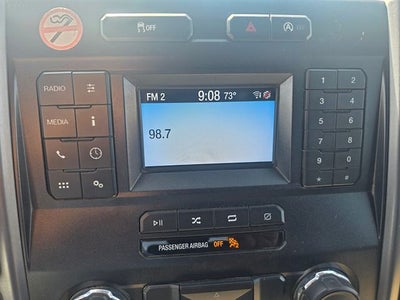 OFF
RADIO
MEDIA i
FM 2 9:08 73°
98.7
1 2
3 4
5 6
7 8
9 0
* #
PASSENGER AIRBAG OFF